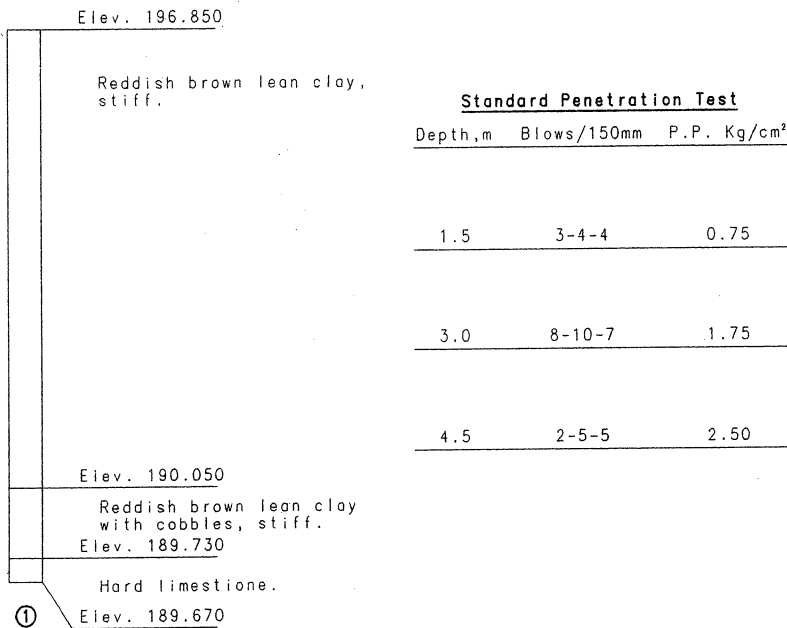 Elev. 196.850
Reddish brown lean clay,
stiff.
Standard Penetration Test
Depth,m Blows/150mm P.P. Kg/cm²
1.5 3-4-4 0.75
3.0 8-10-7 1.75
4.5 2-5-5 2.50
Elev. 190.050
Reddish brown lean clay
with cobbles, stiff.
Elev. 189.730
Hard limestione.
① Elev. 189.670